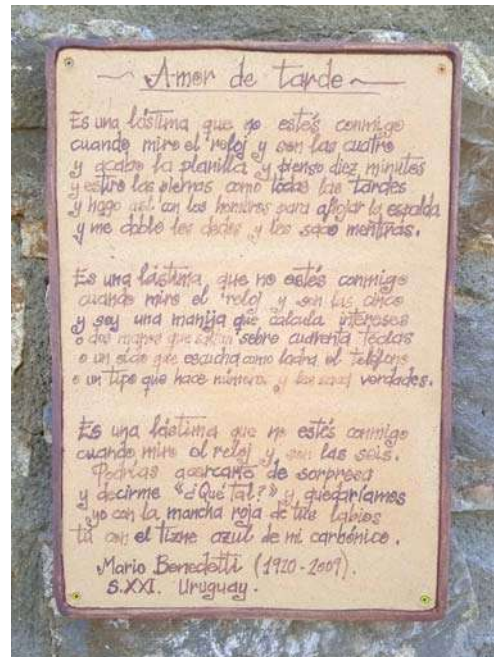 Amor de tarde
Es una lástima que no estés conmigo
cuando miro el reloj y son las cuatro
y acabo la planilla y pienso diez minutos
y estiro las piernas como todas las tardes
y hago así con los hombros para aflojar la espalda
y me doblo los dedos y les saco mentiras.
Es una lástima que no estés conmigo
cuando miro el reloj y son las cinco
y soy una manija que calcula intereses
o dos manos que saltan sobre cuarenta teclas
o un oído que escucha como ladra el teléfono
o un tipo que hace números y les saca verdades.
Es una lástima que no estés conmigo
cuando miro el reloj y son las seis.
Podrías acercarte de sorpresa
y decirme «¿Qué tal?» y quedaríamos
yo con la mancha roja de tus labios
tú con el tizne azul de mi carbónico.
Mario Benedetti (1920-2009).
S.XXI. Uruguay.